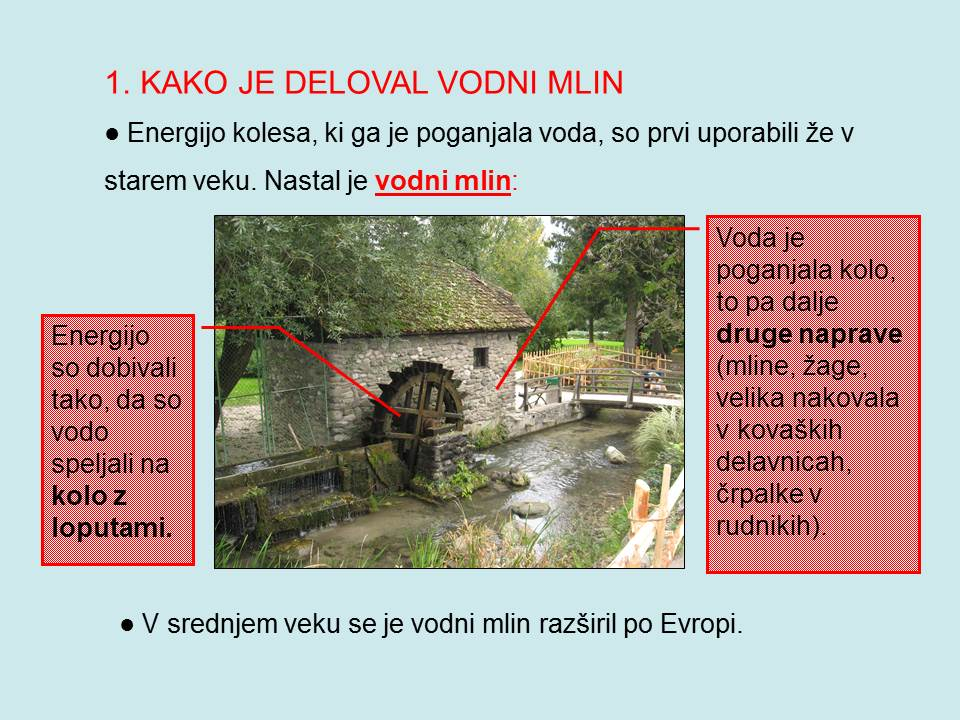 1. KAKO JE DELOVAL VODNI MLIN
● Energijo kolesa, ki ga je poganjala voda, so prvi uporabili že v
starem veku. Nastal je vodni mlin:
Energijo
so dobivali
tako, da so
vodo
speljali na
kolo z
loputami.
Voda je
poganjala kolo,
to pa dalje
druge naprave
(mline, žage,
velika nakovala
v kovaških
delavnicah,
črpalke v
rudnikih).
● V srednjem veku se je vodni mlin razširil po Evropi.